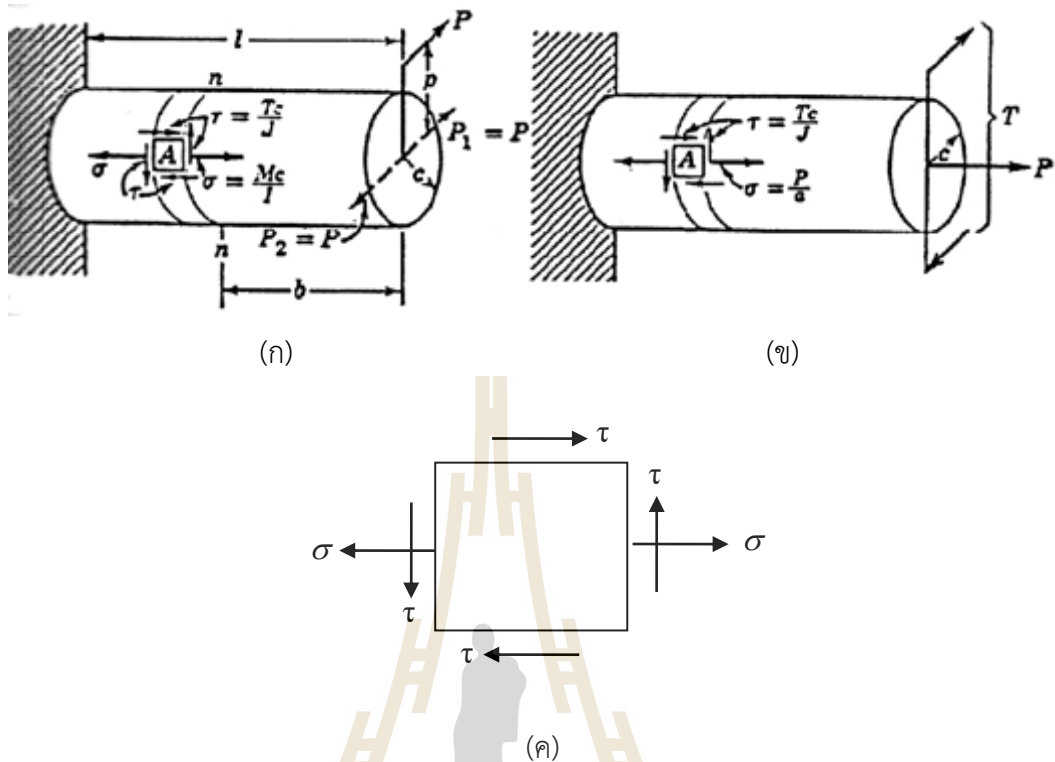 l
P
n
p
τ = Tc/J
P₁ = P
A
σ
c
τ
σ = Mc/I
P₂ = P
n
b
(ก)
τ = Tc/J
T
c
A
P
σ = P/a
(ข)
τ
τ
σ
σ
τ
τ
(ค)